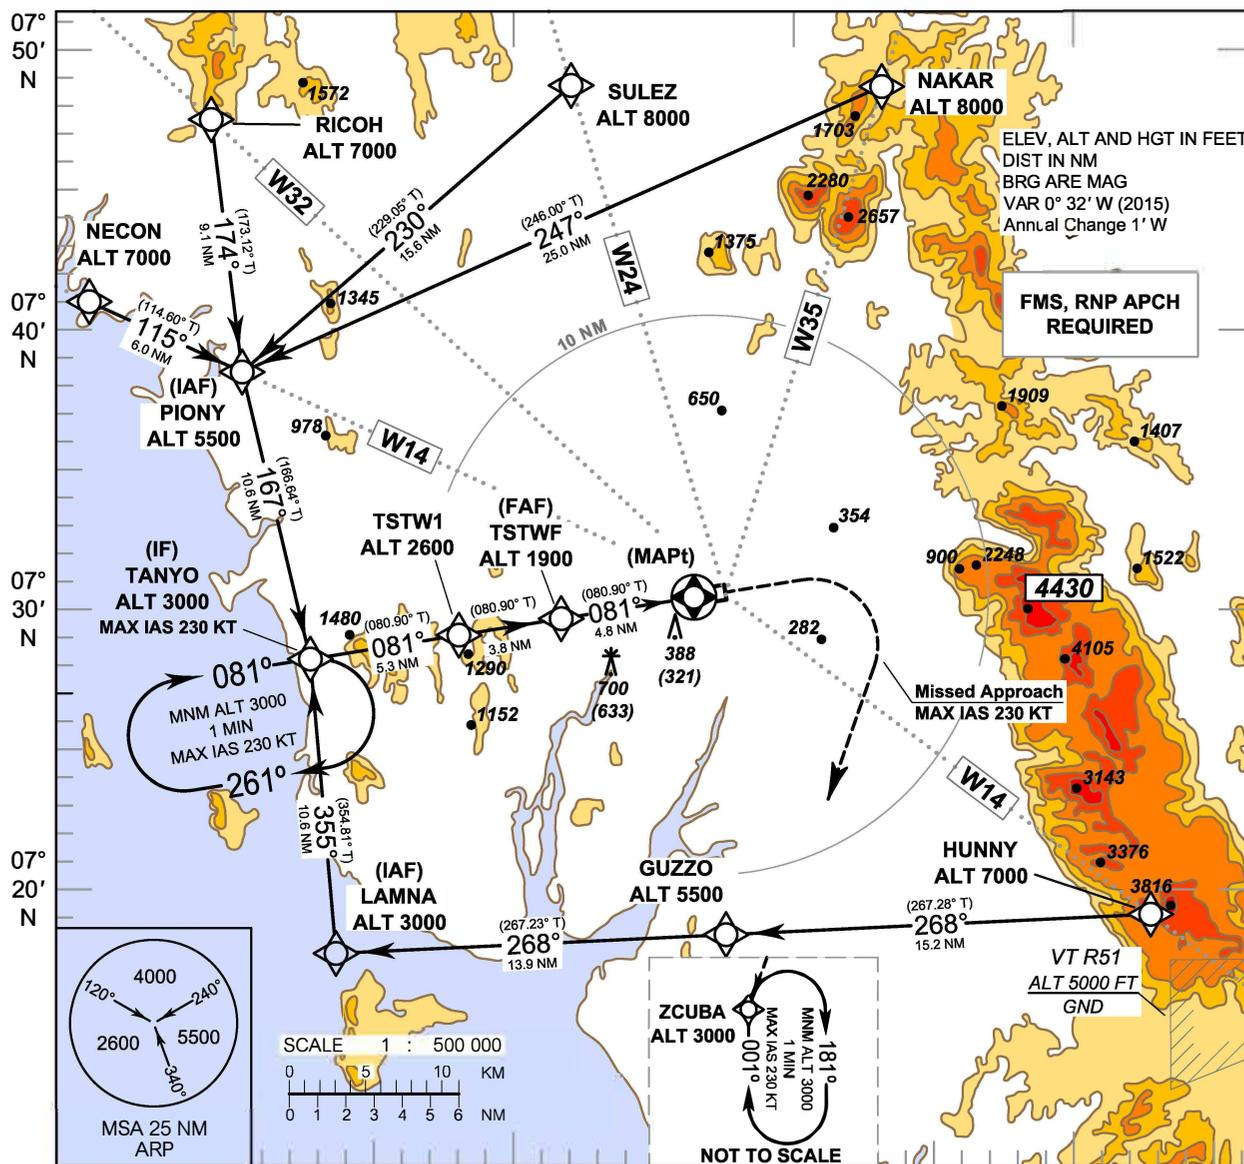 07°
50'
N
1572
RICOH
ALT 7000
SULEZ
ALT 8000
NAKAR
ALT 8000
1703
ELEV, ALT AND HGT IN FEET
DIST IN NM
BRG ARE MAG
VAR 0° 32' W (2015)
Annual Change 1' W
W32
2280
2657
NECON
ALT 7000
(173.12° T)
174°
9.1 NM
(229.05° T)
230°
15.6 NM
(246.00° T)
247°
25.0 NM
1375
W24
07°
40'
N
(114.60° T)
115°
6.0 NM
1345
10 NM
W35
FMS, RNP APCH
REQUIRED
(IAF)
PIONY
ALT 5500
978
W14
650
1909
1407
(166.64° T)
167°
10.6 NM
TSTW1
ALT 2600
(FAF)
TSTWF
ALT 1900
(MAPt)
354
900
2248
1522
07°
30'
N
(IF)
TANYO
ALT 3000
MAX IAS 230 KT
1480
(080.90° T)
081°
5.3 NM
(080.90° T)
3.8 NM
(080.90° T)
081°
4.8 NM
4430
1290
388
(321)
282
4105
081°
MNM ALT 3000
1 MIN
MAX IAS 230 KT
261°
700
(633)
1152
Missed Approach
MAX IAS 230 KT
(354.81° T)
355°
10.6 NM
W14
3143
3376
07°
20'
N
(IAF)
LAMNA
ALT 3000
GUZZO
ALT 5500
HUNNY
ALT 7000
3816
(267.23° T)
268°
13.9 NM
(267.28° T)
268°
15.2 NM
VT R51
ALT 5000 FT
GND
4000
120°
240°
2600
5500
340°
MSA 25 NM
ARP
SCALE 1 : 500 000
0 5 10 KM
0 1 2 3 4 5 6 NM
ZCUBA
ALT 3000
001°
MAX IAS 230 KT
1 MIN
MNM ALT 3000
181°
NOT TO SCALE